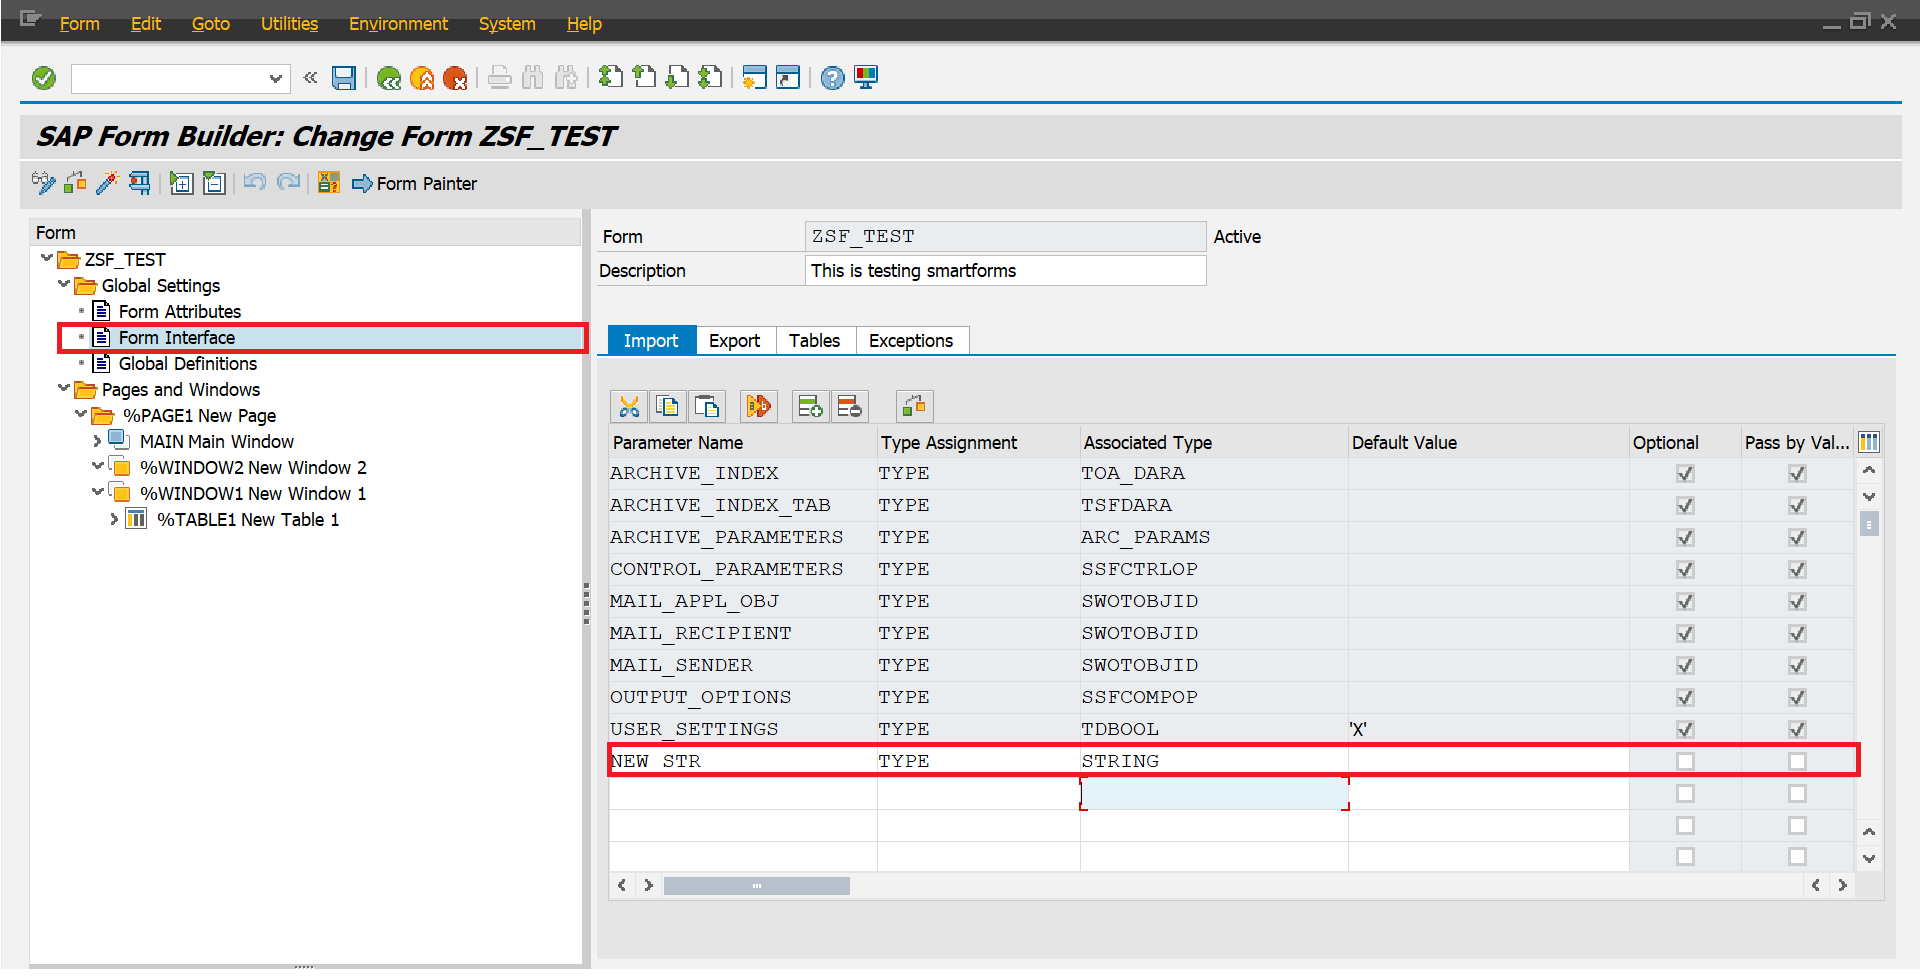 Form Edit Goto Utilities Environment System Help
SAP Form Builder: Change Form ZSF_TEST
Form Painter
Form
ZSF_TEST
Global Settings
Form Attributes
Form Interface
Global Definitions
Pages and Windows
%PAGE1 New Page
MAIN Main Window
%WINDOW2 New Window 2
%WINDOW1 New Window 1
%TABLE1 New Table 1
Form ZSF_TEST Active
Description This is testing smartforms
Import Export Tables Exceptions
Parameter Name Type Assignment Associated Type Default Value Optional Pass by Val...
ARCHIVE_INDEX TYPE TOA_DARA
ARCHIVE_INDEX_TAB TYPE TSFDARA
ARCHIVE_PARAMETERS TYPE ARC_PARAMS
CONTROL_PARAMETERS TYPE SSFCTRLOP
MAIL_APPL_OBJ TYPE SWOTOBJID
MAIL_RECIPIENT TYPE SWOTOBJID
MAIL_SENDER TYPE SWOTOBJID
OUTPUT_OPTIONS TYPE SSFCOMPOP
USER_SETTINGS TYPE TDBOOL 'X'
NEW_STR TYPE STRING